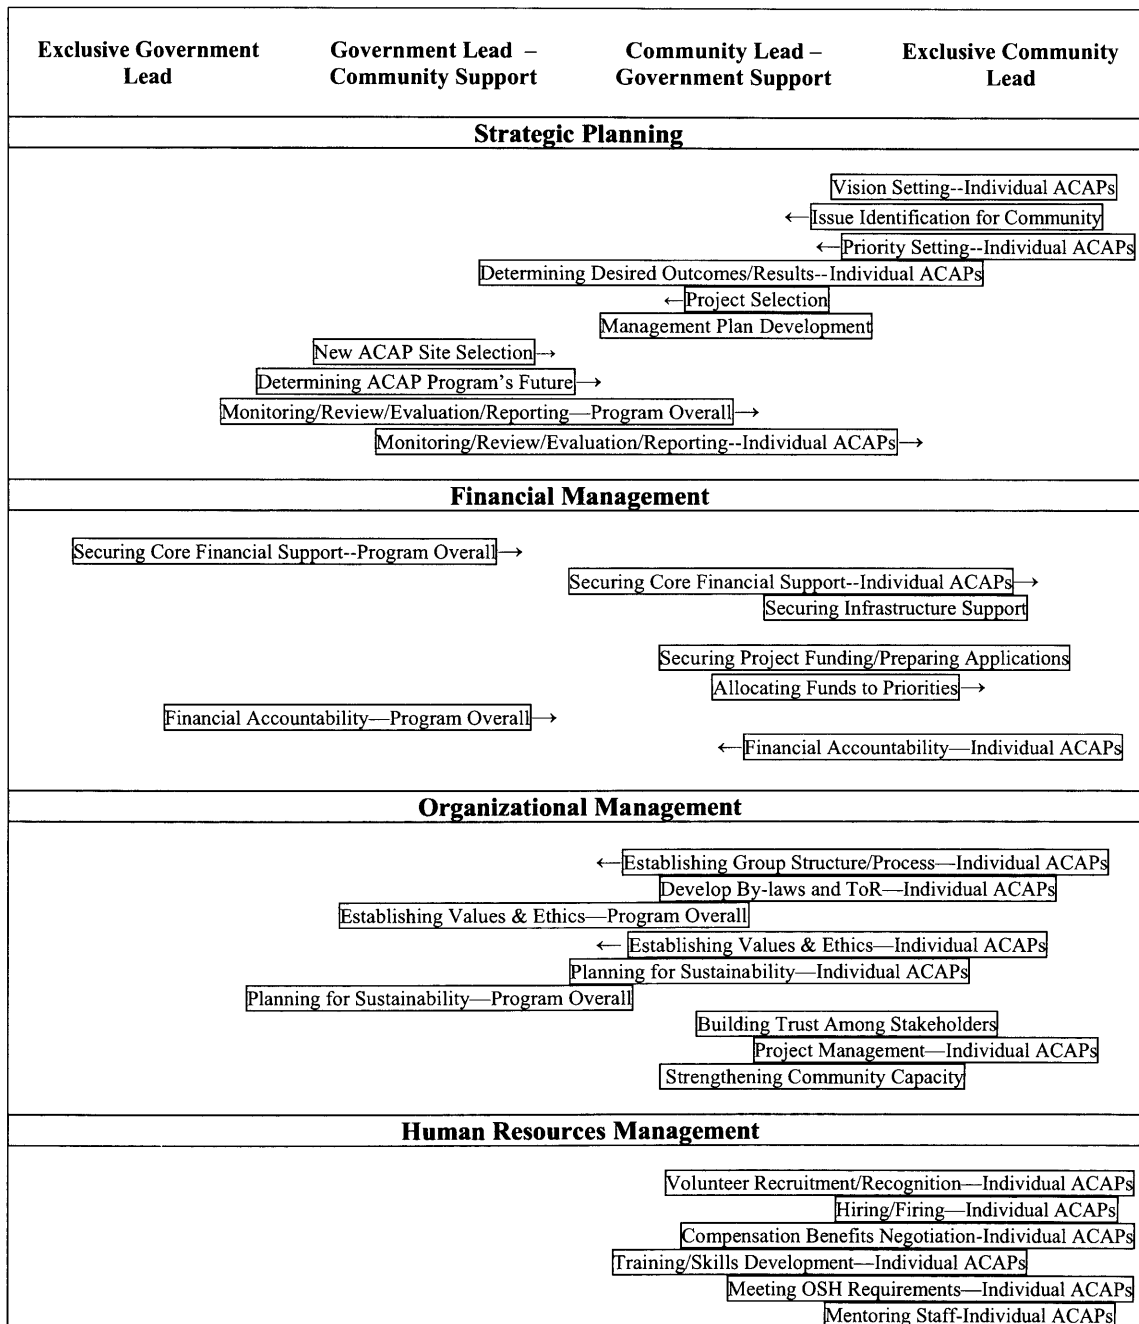 Exclusive Government Lead
Government Lead – Community Support
Community Lead – Government Support
Exclusive Community Lead
Strategic Planning
Vision Setting--Individual ACAPs
←Issue Identification for Community
←Priority Setting--Individual ACAPs
Determining Desired Outcomes/Results--Individual ACAPs
←Project Selection
Management Plan Development
New ACAP Site Selection→
Determining ACAP Program's Future→
Monitoring/Review/Evaluation/Reporting—Program Overall→
Monitoring/Review/Evaluation/Reporting--Individual ACAPs→
Financial Management
Securing Core Financial Support--Program Overall→
Securing Core Financial Support--Individual ACAPs→
Securing Infrastructure Support
Securing Project Funding/Preparing Applications
Allocating Funds to Priorities→
Financial Accountability—Program Overall→
←Financial Accountability—Individual ACAPs
Organizational Management
←Establishing Group Structure/Process—Individual ACAPs
Develop By-laws and ToR—Individual ACAPs
Establishing Values & Ethics—Program Overall
← Establishing Values & Ethics—Individual ACAPs
Planning for Sustainability—Individual ACAPs
Planning for Sustainability—Program Overall
Building Trust Among Stakeholders
Project Management—Individual ACAPs
Strengthening Community Capacity
Human Resources Management
Volunteer Recruitment/Recognition—Individual ACAPs
Hiring/Firing—Individual ACAPs
Compensation Benefits Negotiation-Individual ACAPs
Training/Skills Development—Individual ACAPs
Meeting OSH Requirements—Individual ACAPs
Mentoring Staff-Individual ACAPs